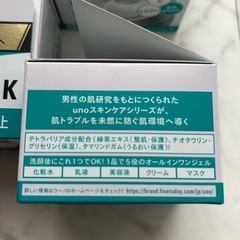 K
止
男性の肌研究をもとにつくられた
unoスキンケアシリーズが、
肌トラブルを未然に防ぐ肌環境へ導く
テトラバリア成分配合(緑茶エキス(整肌・保護)、チオタウリン・
グリセリン(保湿)、タマリンドガム(うるおい保護))
洗顔後にこれ1つでOK!1品で5役のオールインワンジェル
化粧水 乳液 美容液 クリーム マスク
詳しい情報はウーノのホームページをチェック https://brand.finetoday.com/jp/uno/